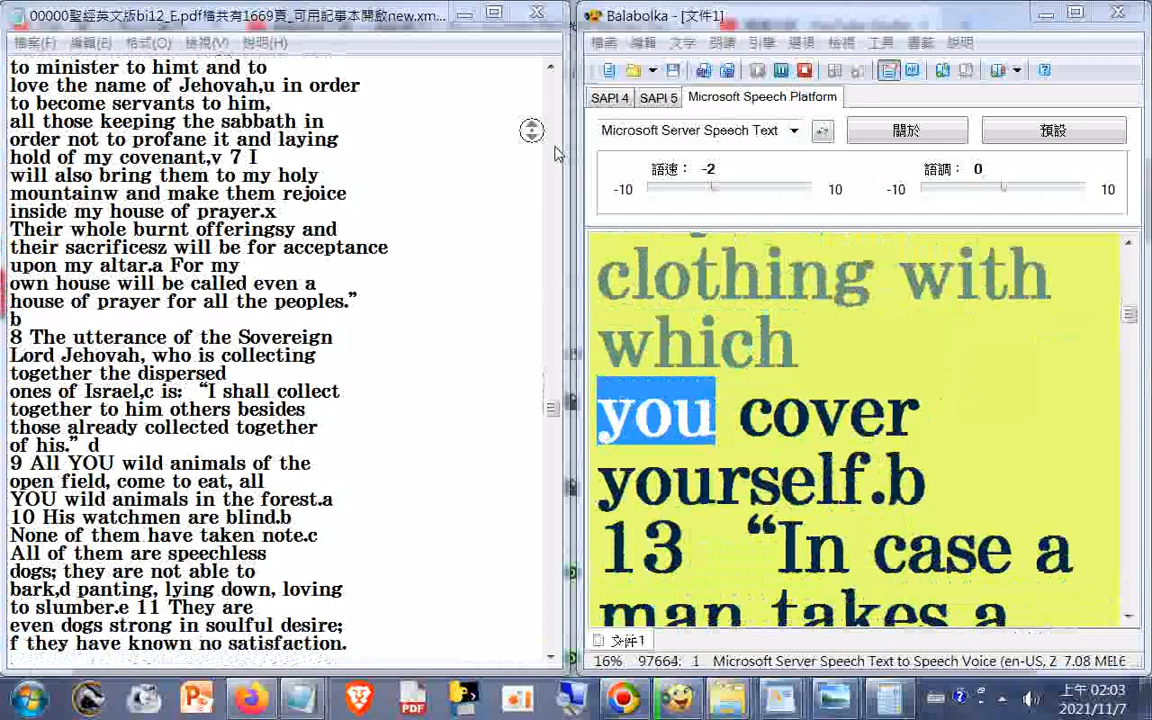 00000聖經英文版bi12_E.pdf檔共有1669頁_可用記事本開啟new.xm...
檔案(F) 編輯(E) 格式(O) 檢視(V) 說明(H)
to minister to himt and to
love the name of Jehovah,u in order
to become servants to him,
all those keeping the sabbath in
order not to profane it and laying
hold of my covenant,v 7 I
will also bring them to my holy
mountainw and make them rejoice
inside my house of prayer.x
Their whole burnt offeringsy and
their sacrificesz will be for acceptance
upon my altar.a For my
own house will be called even a
house of prayer for all the peoples.”
b
8 The utterance of the Sovereign
Lord Jehovah, who is collecting
together the dispersed
ones of Israel,c is: “I shall collect
together to him others besides
those already collected together
of his.” d
9 All YOU wild animals of the
open field, come to eat, all
YOU wild animals in the forest.a
10 His watchmen are blind.b
None of them have taken note.c
All of them are speechless
dogs; they are not able to
bark,d panting, lying down, loving
to slumber.e 11 They are
even dogs strong in soulful desire;
f they have known no satisfaction.
Balabolka - [文件1]
檔案 編輯 文字 朗讀 引擎 選項 檢視 工具 書籤 說明
SAPI 4 SAPI 5 Microsoft Speech Platform
Microsoft Server Speech Text 關於 預設
語速： -2 語調： 0
-10 10 -10 10
clothing with
which
you cover
yourself.b
13 “In case a
man takes a
文件1
16% 97664: 1 Microsoft Server Speech Text to Speech Voice (en-US, Z 7.08 ME
PDF
上午 02:03
2021/11/7